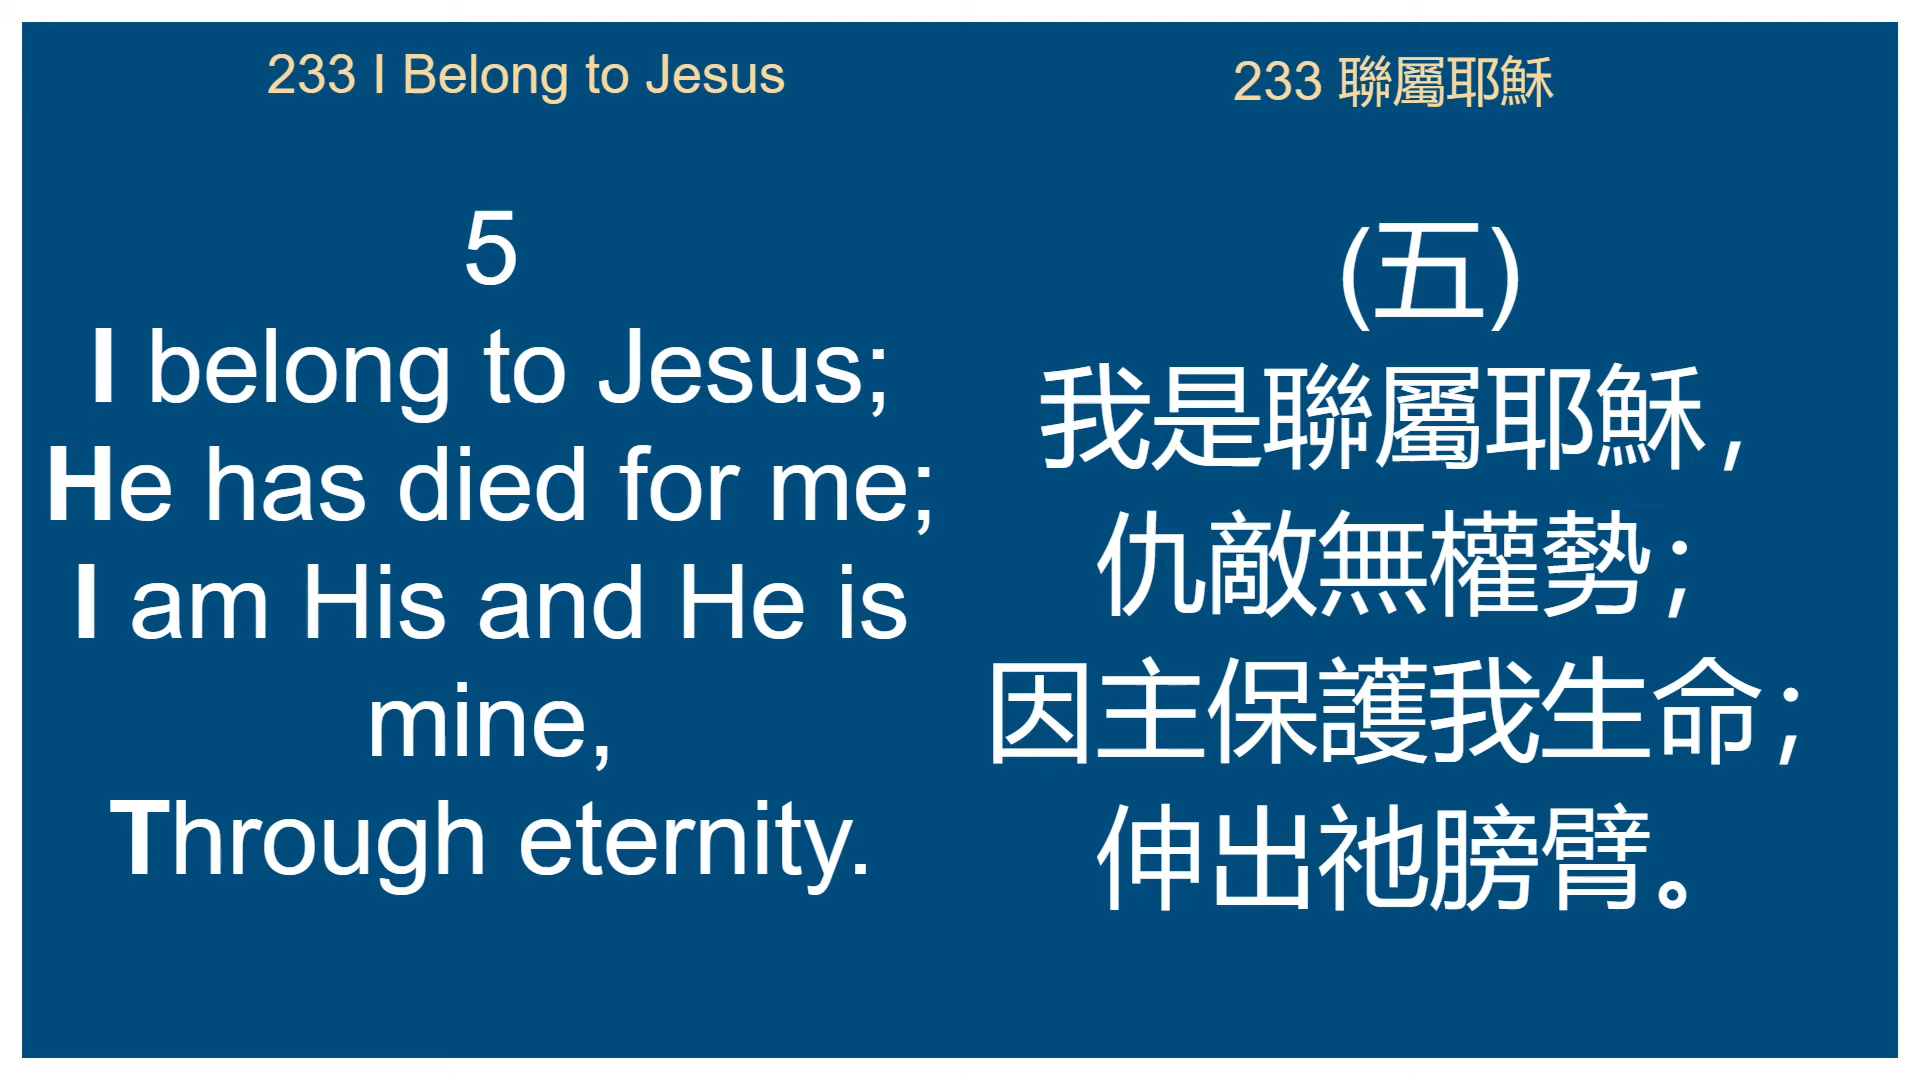 233 I Belong to Jesus
5
I belong to Jesus;
He has died for me;
I am His and He is
mine,
Through eternity.
233 聯屬耶穌
(五)
我是聯屬耶穌,
仇敵無權勢;
因主保護我生命;
伸出祂膀臂。